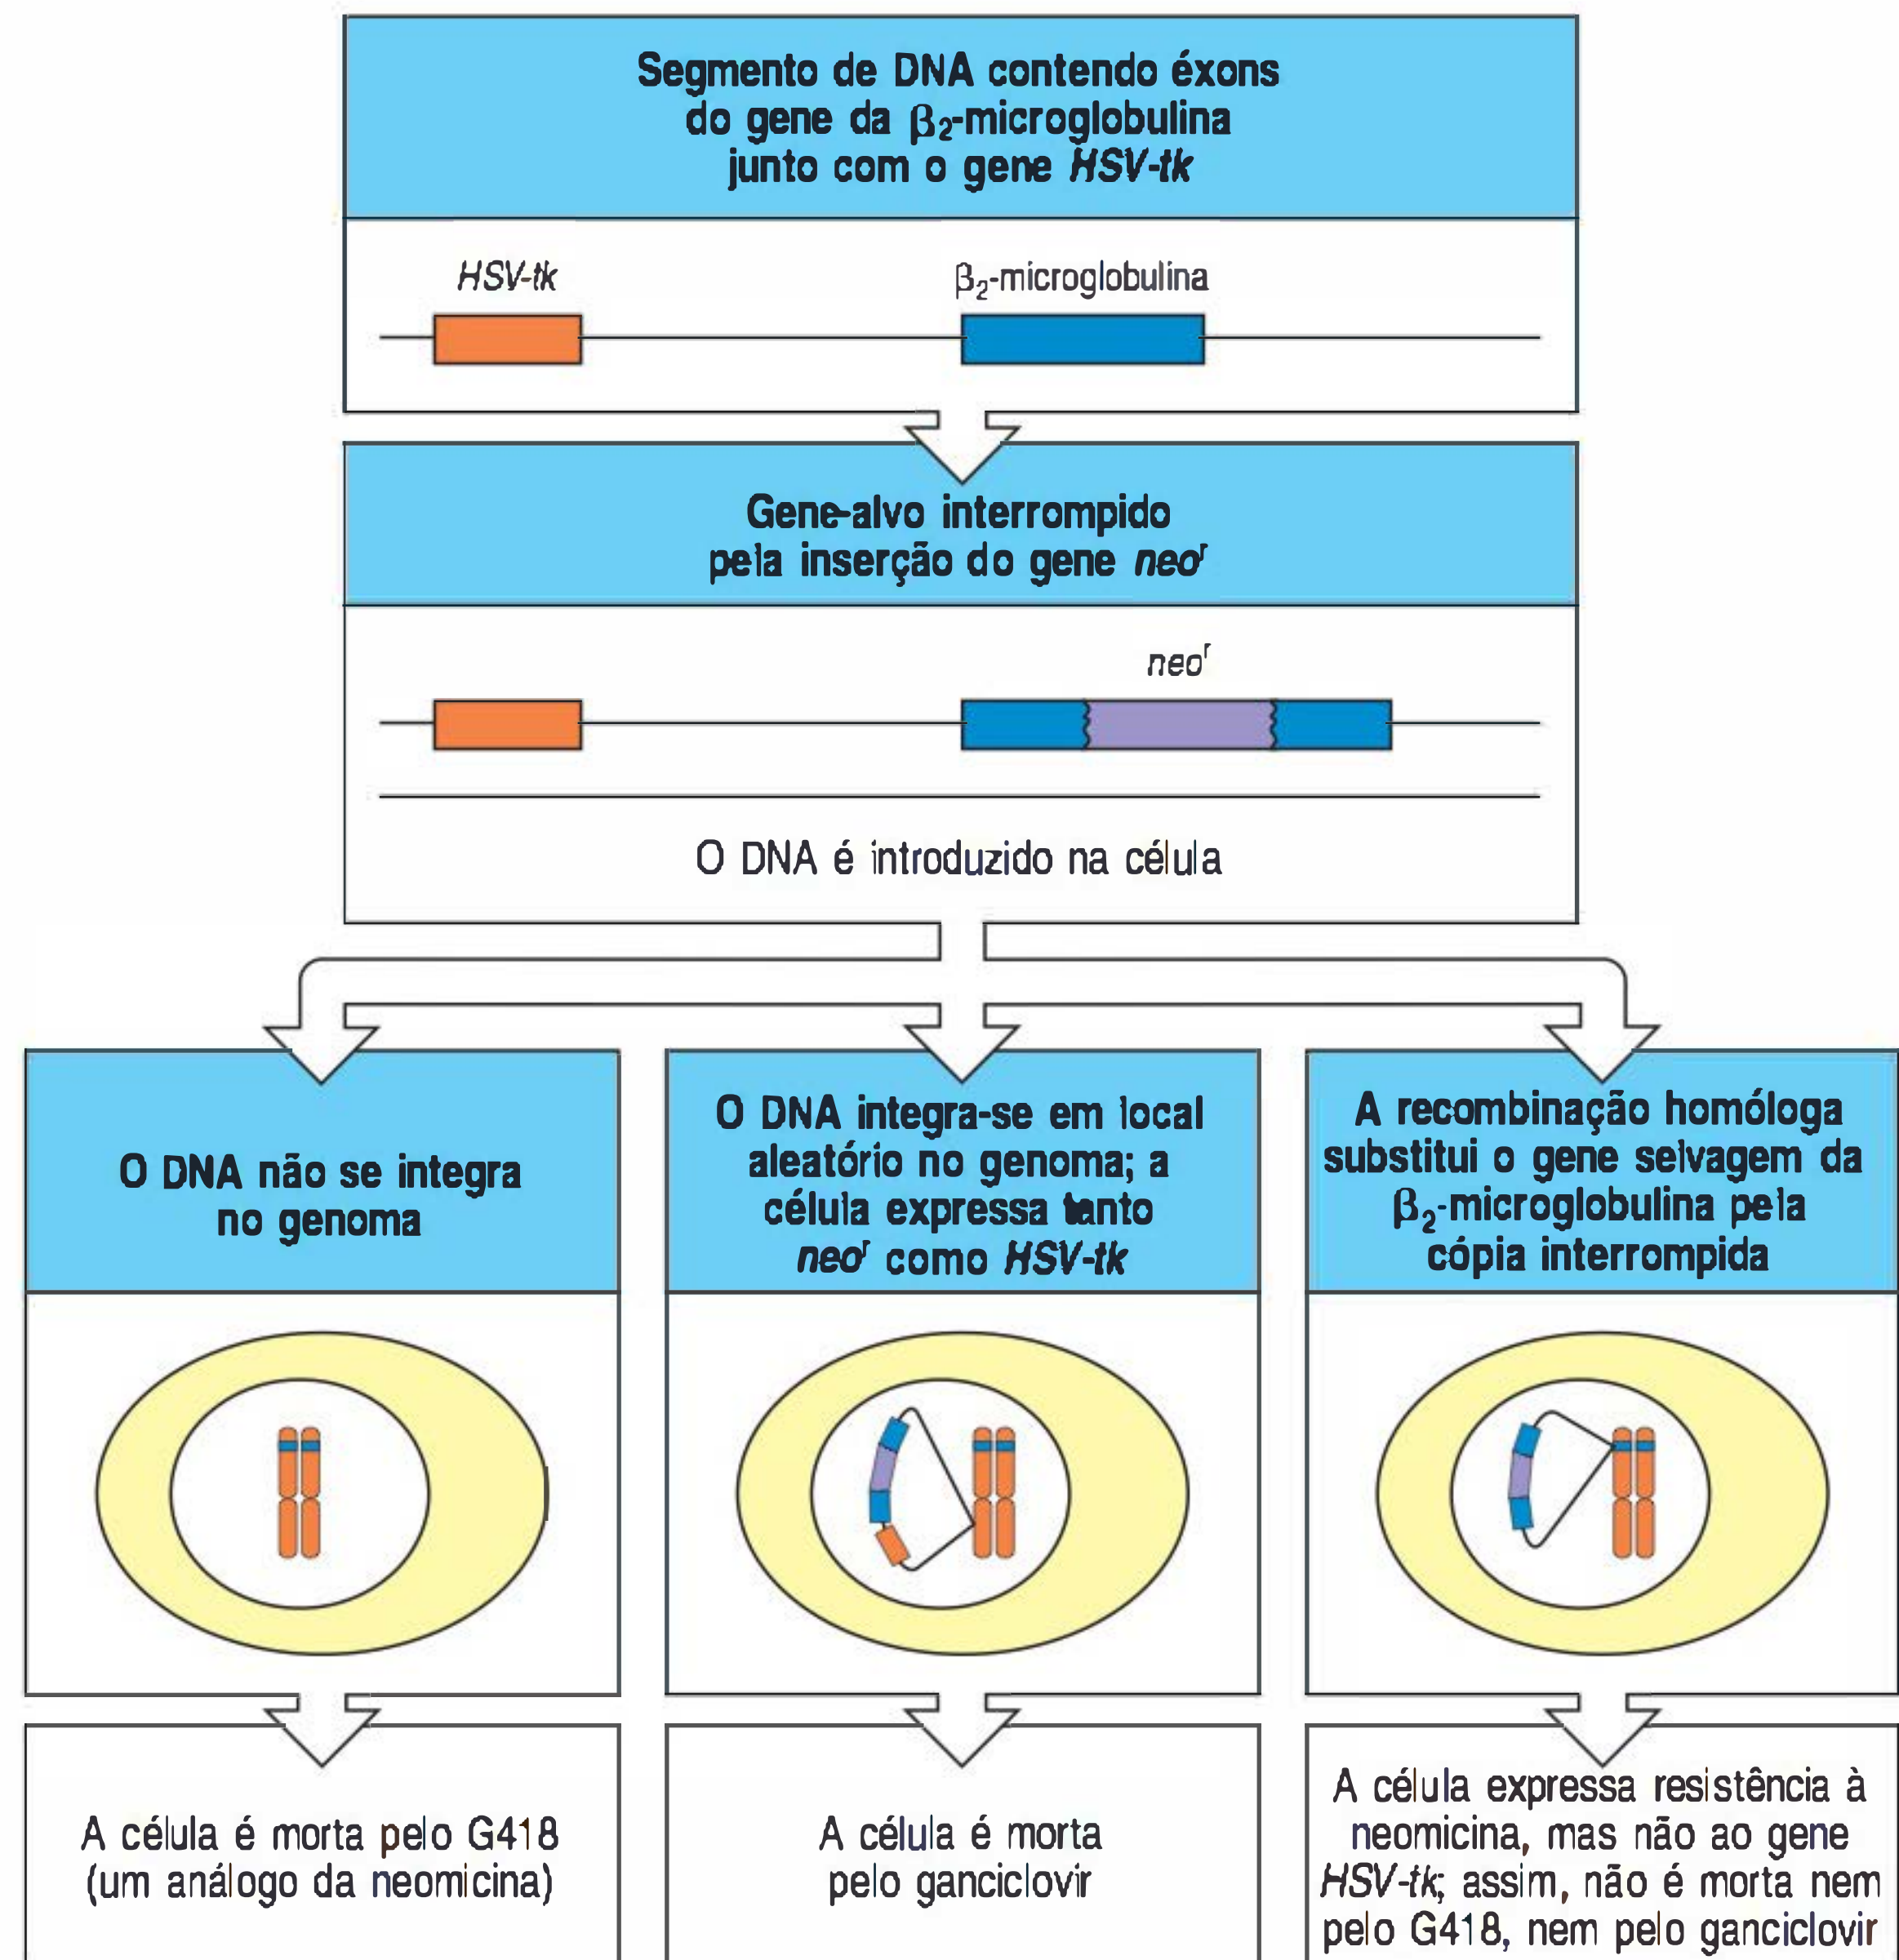 Segmento de DNA contendo éxons
do gene da β₂-microglobulina
junto com o gene HSV-tk
HSV-tk
β₂-microglobulina
Gene-alvo interrompido
pela inserção do gene neoʳ
neoʳ
O DNA é introduzido na célula
O DNA não se integra
no genoma
O DNA integra-se em local
aleatório no genoma; a
célula expressa tanto
neoʳ como HSV-tk
A recombinação homóloga
substitui o gene selvagem da
β₂-microglobulina pela
cópia interrompida
A célula é morta pelo G418
(um análogo da neomicina)
A célula é morta
pelo ganciclovir
A célula expressa resistência à
neomicina, mas não ao gene
HSV-tk; assim, não é morta nem
pelo G418, nem pelo ganciclovir